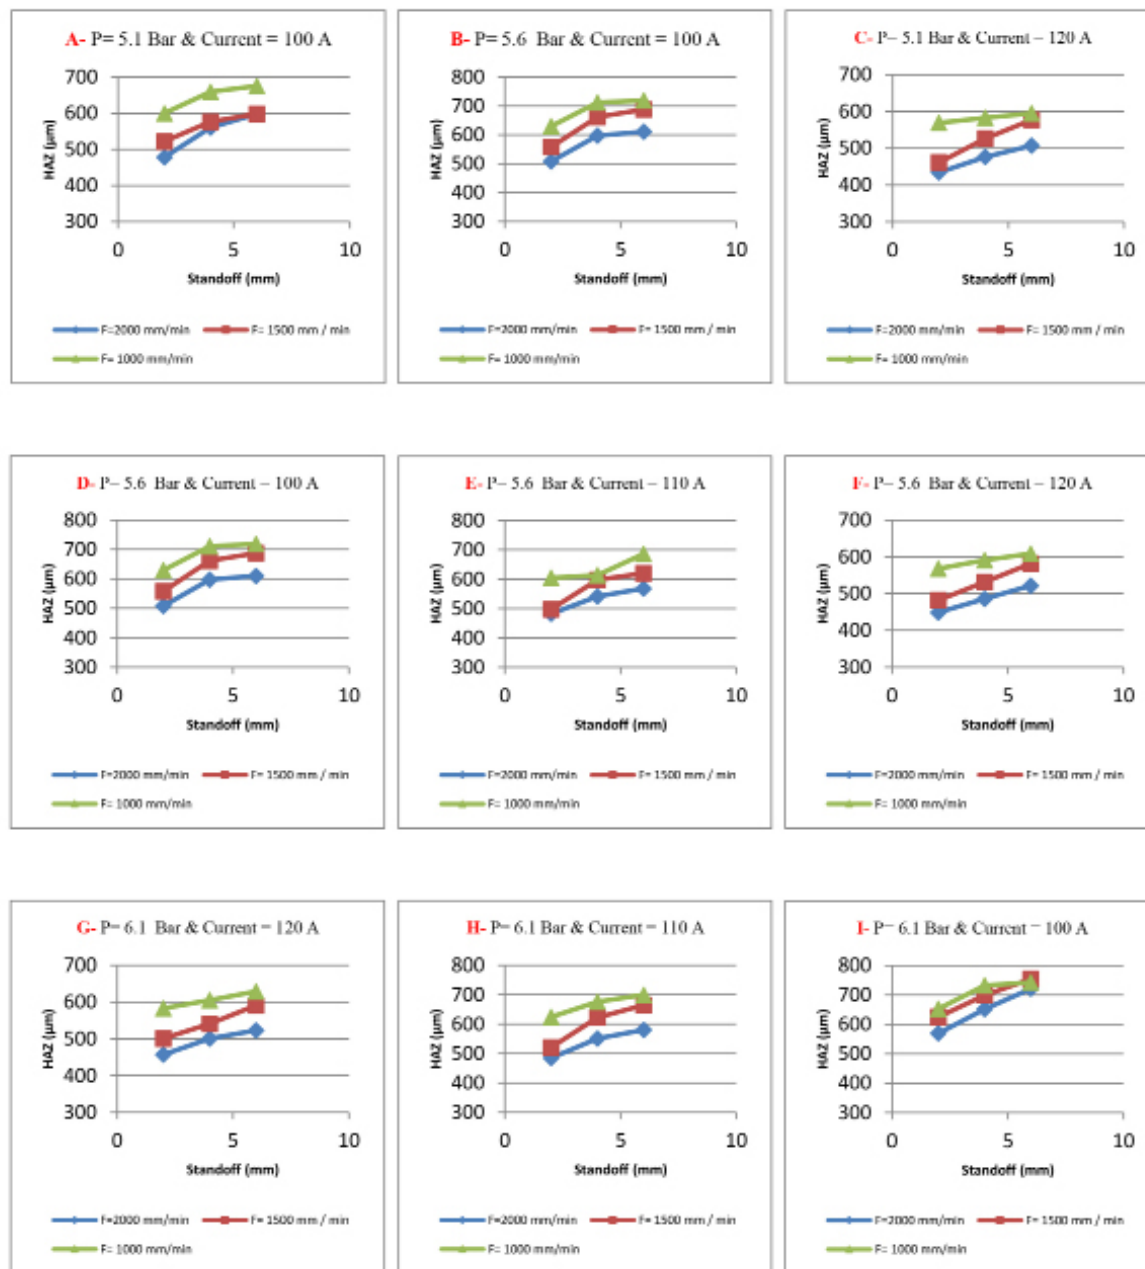 A- P= 5.1 Bar & Current = 100 A
700
600
500
400
300
HAZ (µm)
0 5 10
Standoff (mm)
F=2000 mm/min F= 1500 mm / min
F= 1000 mm/min
B- P= 5.6 Bar & Current = 100 A
800
700
600
500
400
300
HAZ (µm)
0 5 10
Standoff (mm)
F=2000 mm/min F= 1500 mm / min
F= 1000 mm/min
C- P– 5.1 Bar & Current – 120 A
700
600
500
400
300
HAZ (µm)
0 5 10
Standoff (mm)
F=2000 mm/min F= 1500 mm / min
F= 1000 mm/min
D- P– 5.6 Bar & Current – 100 A
800
700
600
500
400
300
HAZ (µm)
0 5 10
Standoff (mm)
F=2000 mm/min F= 1500 mm / min
F= 1000 mm/min
E- P– 5.6 Bar & Current – 110 A
800
700
600
500
400
300
HAZ (µm)
0 5 10
Standoff (mm)
F=2000 mm/min F= 1500 mm / min
F= 1000 mm/min
F- P– 5.6 Bar & Current – 120 A
700
600
500
400
300
HAZ (µm)
0 5 10
Standoff (mm)
F=2000 mm/min F= 1500 mm / min
F= 1000 mm/min
G- P= 6.1 Bar & Current = 120 A
700
600
500
400
300
HAZ (µm)
0 5 10
Standoff (mm)
F=2000 mm/min F= 1500 mm / min
F= 1000 mm/min
H- P= 6.1 Bar & Current = 110 A
800
700
600
500
400
300
HAZ (µm)
0 5 10
Standoff (mm)
F=2000 mm/min F= 1500 mm / min
F= 1000 mm/min
I- P= 6.1 Bar & Current = 100 A
800
700
600
500
400
300
HAZ (µm)
0 5 10
Standoff (mm)
F=2000 mm/min F= 1500 mm / min
F= 1000 mm/min